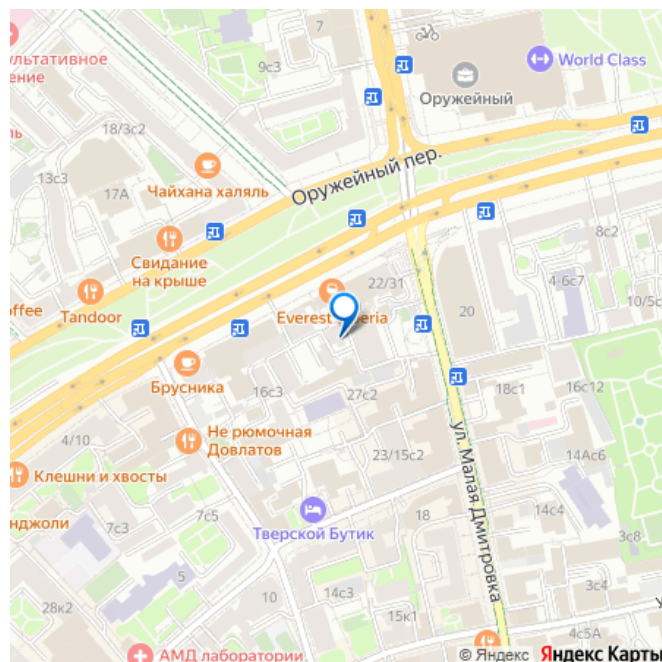 7
9с3
World Class
ультативное
ение
Оружейный
18/3с2
Оружейный пер.
Чайхана халяль
13с3
17А
8с2
Свидание
на крыше
22/31
4-6с7
offee
Tandoor
Everest
20
10/5с
Брусника
16с3
27с2
18с1
16с12
4/10
Не рюмочная
Довлатов
ул. Малая Дмитровка
23/15с2
14Ас6
Клешни и хвосты
нджоли
7с3
7с5
Тверской Бутик
18
14с4
3с8
5
28к2
10
14с3
15к1
3с4
4с5А
АМД лаборатории
© Яндекс
Яндекс Карты